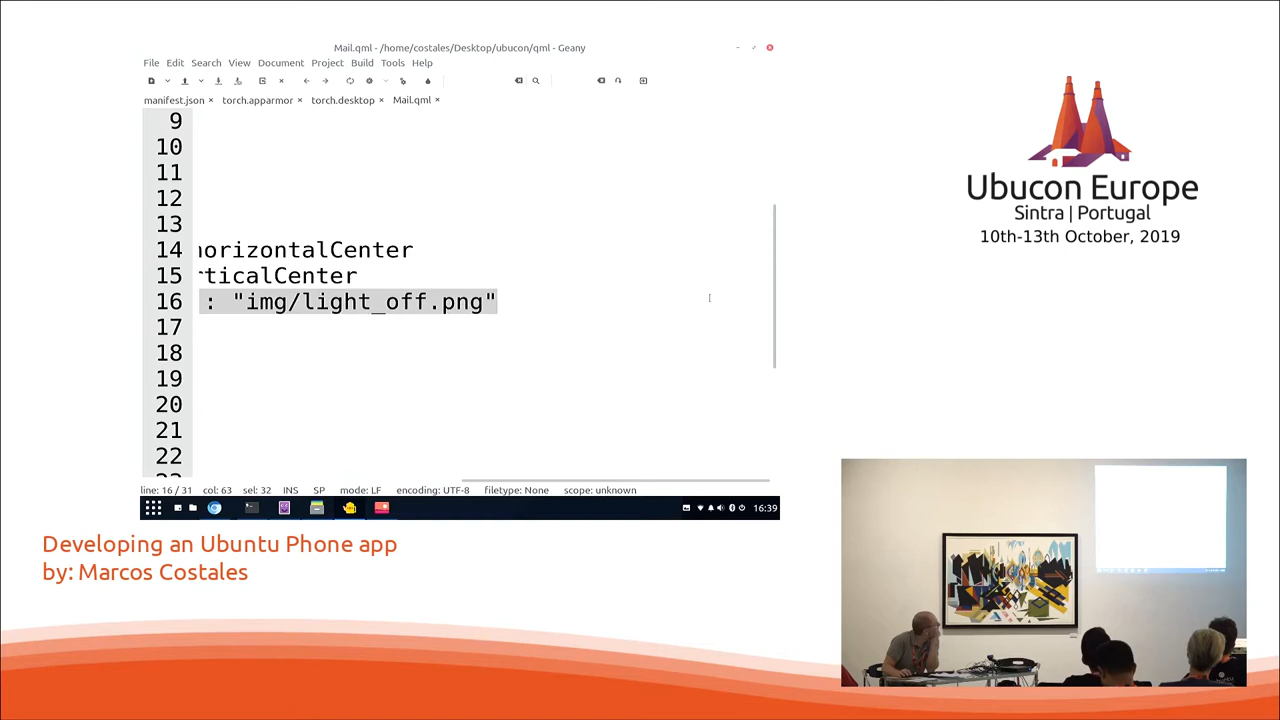 Mail.qml - /home/costales/Desktop/ubucon/qml - Geany
File Edit Search View Document Project Build Tools Help
manifest.json × torch.apparmor × torch.desktop × Mail.qml ×
9
10
11
12
13
14 horizontalCenter
15 rticalCenter
16 : "img/light_off.png"
17
18
19
20
21
22
line: 16 / 31 col: 63 sel: 32 INS SP mode: LF encoding: UTF-8 filetype: None scope: unknown
16:39
Developing an Ubuntu Phone app
by: Marcos Costales
Ubucon Europe
Sintra | Portugal
10th-13th October, 2019